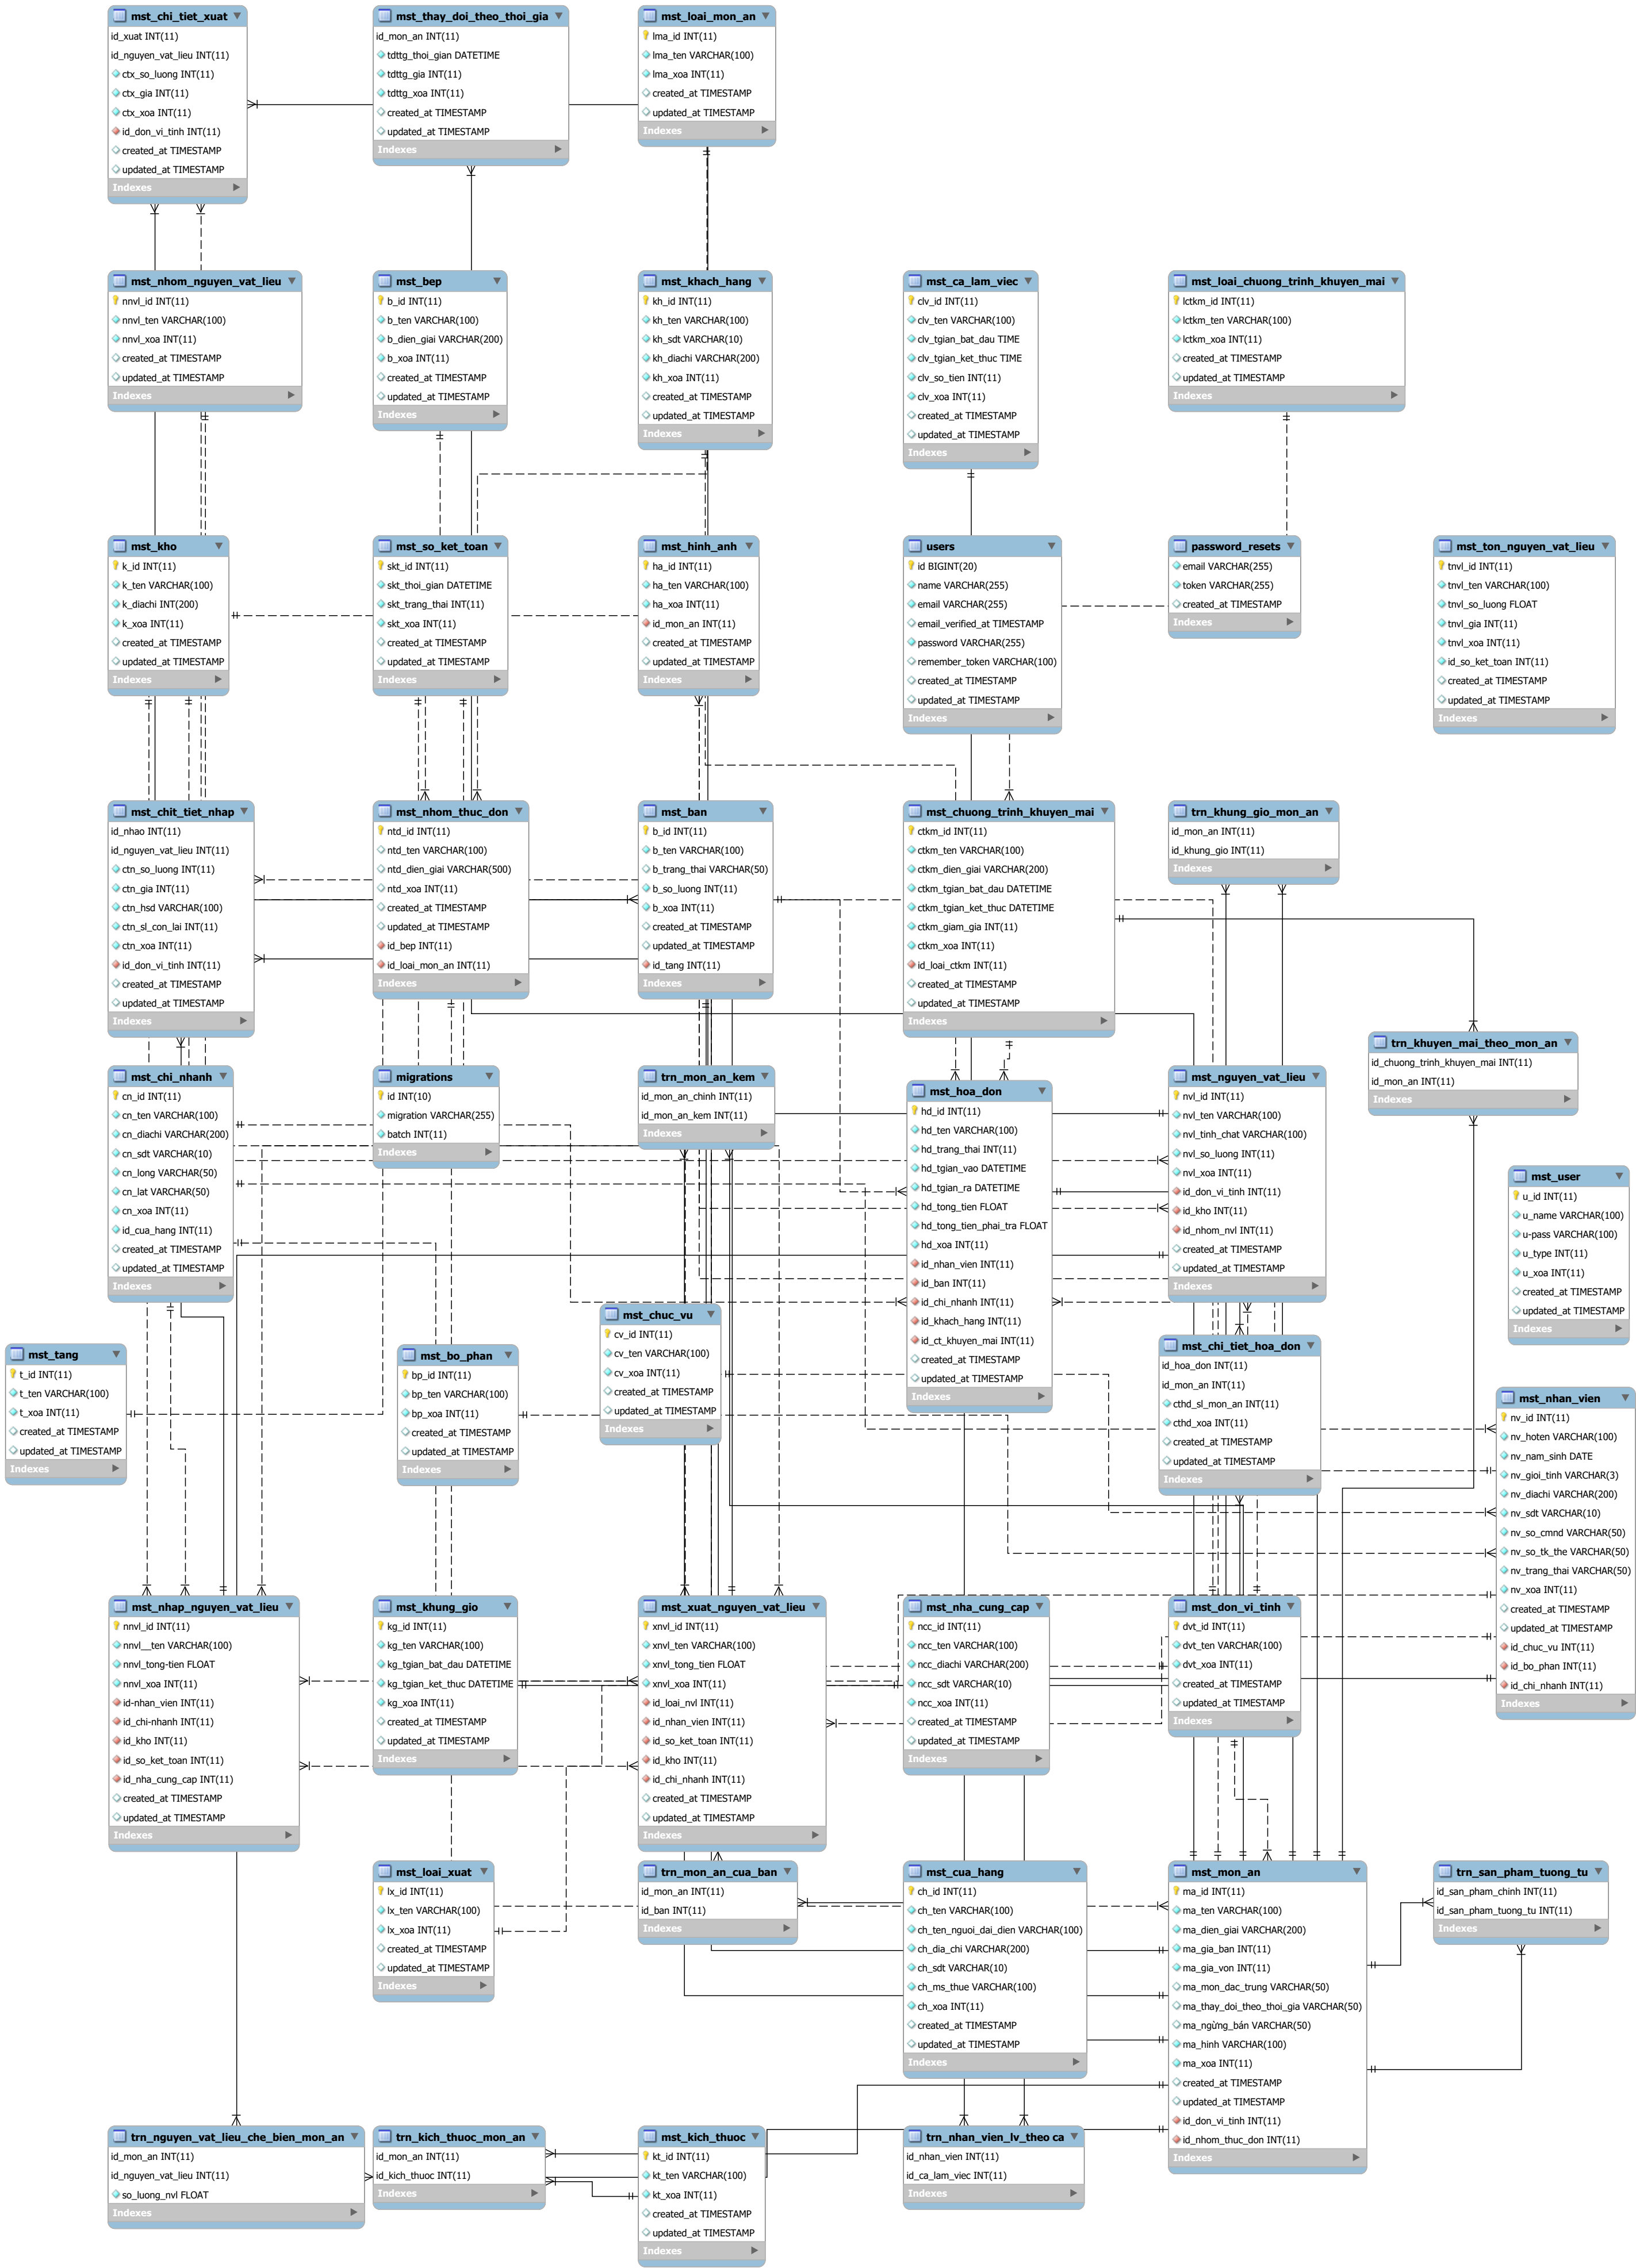 mst_chi_tiet_xuat
id_xuat INT(11)
id_nguyen_vat_lieu INT(11)
ctx_so_luong INT(11)
ctx_gia INT(11)
ctx_xoa INT(11)
id_don_vi_tinh INT(11)
created_at TIMESTAMP
updated_at TIMESTAMP
Indexes
mst_thay_doi_theo_thoi_gia
id_mon_an INT(11)
tdttg_thoi_gian DATETIME
tdttg_gia INT(11)
tdttg_xoa INT(11)
created_at TIMESTAMP
updated_at TIMESTAMP
Indexes
mst_loai_mon_an
lma_id INT(11)
lma_ten VARCHAR(100)
lma_xoa INT(11)
created_at TIMESTAMP
updated_at TIMESTAMP
Indexes
mst_nhom_nguyen_vat_lieu
nnvl_id INT(11)
nnvl_ten VARCHAR(100)
nnvl_xoa INT(11)
created_at TIMESTAMP
updated_at TIMESTAMP
Indexes
mst_bep
b_id INT(11)
b_ten VARCHAR(100)
b_dien_giai VARCHAR(200)
b_xoa INT(11)
created_at TIMESTAMP
updated_at TIMESTAMP
Indexes
mst_khach_hang
kh_id INT(11)
kh_ten VARCHAR(100)
kh_sdt VARCHAR(10)
kh_diachi VARCHAR(200)
kh_xoa INT(11)
created_at TIMESTAMP
updated_at TIMESTAMP
Indexes
mst_ca_lam_viec
clv_id INT(11)
clv_ten VARCHAR(100)
clv_tgian_bat_dau TIME
clv_tgian_ket_thuc TIME
clv_so_tien INT(11)
clv_xoa INT(11)
created_at TIMESTAMP
updated_at TIMESTAMP
Indexes
mst_loai_chuong_trinh_khuyen_mai
lctkm_id INT(11)
lctkm_ten VARCHAR(100)
lctkm_xoa INT(11)
created_at TIMESTAMP
updated_at TIMESTAMP
Indexes
mst_kho
k_id INT(11)
k_ten VARCHAR(100)
k_diachi INT(200)
k_xoa INT(11)
created_at TIMESTAMP
updated_at TIMESTAMP
Indexes
mst_so_ket_toan
skt_id INT(11)
skt_thoi_gian DATETIME
skt_trang_thai INT(11)
skt_xoa INT(11)
created_at TIMESTAMP
updated_at TIMESTAMP
Indexes
mst_hinh_anh
ha_id INT(11)
ha_ten VARCHAR(100)
ha_xoa INT(11)
id_mon_an INT(11)
created_at TIMESTAMP
updated_at TIMESTAMP
Indexes
users
id BIGINT(20)
name VARCHAR(255)
email VARCHAR(255)
email_verified_at TIMESTAMP
password VARCHAR(255)
remember_token VARCHAR(100)
created_at TIMESTAMP
updated_at TIMESTAMP
Indexes
password_resets
email VARCHAR(255)
token VARCHAR(255)
created_at TIMESTAMP
Indexes
mst_ton_nguyen_vat_lieu
tnvl_id INT(11)
tnvl_ten VARCHAR(100)
tnvl_so_luong FLOAT
tnvl_gia INT(11)
tnvl_xoa INT(11)
id_so_ket_toan INT(11)
created_at TIMESTAMP
updated_at TIMESTAMP
Indexes
mst_chit_tiet_nhap
id_nhao INT(11)
id_nguyen_vat_lieu INT(11)
ctn_so_luong INT(11)
ctn_gia INT(11)
ctn_hsd VARCHAR(100)
ctn_sl_con_lai INT(11)
ctn_xoa INT(11)
id_don_vi_tinh INT(11)
created_at TIMESTAMP
updated_at TIMESTAMP
Indexes
mst_nhom_thuc_don
ntd_id INT(11)
ntd_ten VARCHAR(100)
ntd_dien_giai VARCHAR(500)
ntd_xoa INT(11)
created_at TIMESTAMP
updated_at TIMESTAMP
id_bep INT(11)
id_loai_mon_an INT(11)
Indexes
mst_ban
b_id INT(11)
b_ten VARCHAR(100)
b_trang_thai VARCHAR(50)
b_so_luong INT(11)
b_xoa INT(11)
created_at TIMESTAMP
updated_at TIMESTAMP
id_tang INT(11)
Indexes
mst_chuong_trinh_khuyen_mai
ctkm_id INT(11)
ctkm_ten VARCHAR(100)
ctkm_dien_giai VARCHAR(200)
ctkm_tgian_bat_dau DATETIME
ctkm_tgian_ket_thuc DATETIME
ctkm_giam_gia INT(11)
ctkm_xoa INT(11)
id_loai_ctkm INT(11)
created_at TIMESTAMP
updated_at TIMESTAMP
Indexes
trn_khung_gio_mon_an
id_mon_an INT(11)
id_khung_gio INT(11)
Indexes
trn_khuyen_mai_theo_mon_an
id_chuong_trinh_khuyen_mai INT(11)
id_mon_an INT(11)
Indexes
mst_chi_nhanh
cn_id INT(11)
cn_ten VARCHAR(100)
cn_diachi VARCHAR(200)
cn_sdt VARCHAR(10)
cn_long VARCHAR(50)
cn_lat VARCHAR(50)
cn_xoa INT(11)
id_cua_hang INT(11)
created_at TIMESTAMP
updated_at TIMESTAMP
Indexes
migrations
id INT(10)
migration VARCHAR(255)
batch INT(11)
Indexes
trn_mon_an_kem
id_mon_an_chinh INT(11)
id_mon_an_kem INT(11)
Indexes
mst_hoa_don
hd_id INT(11)
hd_ten VARCHAR(100)
hd_trang_thai INT(11)
hd_tgian_vao DATETIME
hd_tgian_ra DATETIME
hd_tong_tien FLOAT
hd_tong_tien_phai_tra FLOAT
hd_xoa INT(11)
id_nhan_vien INT(11)
id_ban INT(11)
id_chi_nhanh INT(11)
id_khach_hang INT(11)
id_ct_khuyen_mai INT(11)
created_at TIMESTAMP
updated_at TIMESTAMP
Indexes
mst_nguyen_vat_lieu
nvl_id INT(11)
nvl_ten VARCHAR(100)
nvl_tinh_chat VARCHAR(100)
nvl_so_luong INT(11)
nvl_xoa INT(11)
id_don_vi_tinh INT(11)
id_kho INT(11)
id_nhom_nvl INT(11)
created_at TIMESTAMP
updated_at TIMESTAMP
Indexes
mst_user
u_id INT(11)
u_name VARCHAR(100)
u-pass VARCHAR(100)
u_type INT(11)
u_xoa INT(11)
created_at TIMESTAMP
updated_at TIMESTAMP
Indexes
mst_tang
t_id INT(11)
t_ten VARCHAR(100)
t_xoa INT(11)
created_at TIMESTAMP
updated_at TIMESTAMP
Indexes
mst_bo_phan
bp_id INT(11)
bp_ten VARCHAR(100)
bp_xoa INT(11)
created_at TIMESTAMP
updated_at TIMESTAMP
Indexes
mst_chuc_vu
cv_id INT(11)
cv_ten VARCHAR(100)
cv_xoa INT(11)
created_at TIMESTAMP
updated_at TIMESTAMP
Indexes
mst_chi_tiet_hoa_don
id_hoa_don INT(11)
id_mon_an INT(11)
cthd_sl_mon_an INT(11)
cthd_xoa INT(11)
created_at TIMESTAMP
updated_at TIMESTAMP
Indexes
mst_nhan_vien
nv_id INT(11)
nv_hoten VARCHAR(100)
nv_nam_sinh DATE
nv_gioi_tinh VARCHAR(3)
nv_diachi VARCHAR(200)
nv_sdt VARCHAR(10)
nv_so_cmnd VARCHAR(50)
nv_so_tk_the VARCHAR(50)
nv_trang_thai VARCHAR(50)
nv_xoa INT(11)
created_at TIMESTAMP
updated_at TIMESTAMP
id_chuc_vu INT(11)
id_bo_phan INT(11)
id_chi_nhanh INT(11)
Indexes
mst_nhap_nguyen_vat_lieu
nnvl_id INT(11)
nnvl__ten VARCHAR(100)
nnvl_tong-tien FLOAT
nnvl_xoa INT(11)
id-nhan_vien INT(11)
id_chi-nhanh INT(11)
id_kho INT(11)
id_so_ket_toan INT(11)
id_nha_cung_cap INT(11)
created_at TIMESTAMP
updated_at TIMESTAMP
Indexes
mst_khung_gio
kg_id INT(11)
kg_ten VARCHAR(100)
kg_tgian_bat_dau DATETIME
kg_tgian_ket_thuc DATETIME
kg_xoa INT(11)
created_at TIMESTAMP
updated_at TIMESTAMP
Indexes
mst_xuat_nguyen_vat_lieu
xnvl_id INT(11)
xnvl_ten VARCHAR(100)
xnvl_tong_tien FLOAT
xnvl_xoa INT(11)
id_loai_nvl INT(11)
id_nhan_vien INT(11)
id_so_ket_toan INT(11)
id_kho INT(11)
id_chi_nhanh INT(11)
created_at TIMESTAMP
updated_at TIMESTAMP
Indexes
mst_nha_cung_cap
ncc_id INT(11)
ncc_ten VARCHAR(100)
ncc_diachi VARCHAR(200)
ncc_sdt VARCHAR(10)
ncc_xoa INT(11)
created_at TIMESTAMP
updated_at TIMESTAMP
Indexes
mst_don_vi_tinh
dvt_id INT(11)
dvt_ten VARCHAR(100)
dvt_xoa INT(11)
created_at TIMESTAMP
updated_at TIMESTAMP
Indexes
mst_loai_xuat
lx_id INT(11)
lx_ten VARCHAR(100)
lx_xoa INT(11)
created_at TIMESTAMP
updated_at TIMESTAMP
Indexes
trn_mon_an_cua_ban
id_mon_an INT(11)
id_ban INT(11)
Indexes
mst_cua_hang
ch_id INT(11)
ch_ten VARCHAR(100)
ch_ten_nguoi_dai_dien VARCHAR(100)
ch_dia_chi VARCHAR(200)
ch_sdt VARCHAR(10)
ch_ms_thue VARCHAR(100)
ch_xoa INT(11)
created_at TIMESTAMP
updated_at TIMESTAMP
Indexes
mst_mon_an
ma_id INT(11)
ma_ten VARCHAR(100)
ma_dien_giai VARCHAR(200)
ma_gia_ban INT(11)
ma_gia_von INT(11)
ma_mon_dac_trung VARCHAR(50)
ma_thay_doi_theo_thoi_gia VARCHAR(50)
ma_ngừng_bán VARCHAR(50)
ma_hinh VARCHAR(100)
ma_xoa INT(11)
created_at TIMESTAMP
updated_at TIMESTAMP
id_don_vi_tinh INT(11)
id_nhom_thuc_don INT(11)
Indexes
trn_san_pham_tuong_tu
id_san_pham_chinh INT(11)
id_san_pham_tuong_tu INT(11)
Indexes
trn_nguyen_vat_lieu_che_bien_mon_an
id_mon_an INT(11)
id_nguyen_vat_lieu INT(11)
so_luong_nvl FLOAT
Indexes
trn_kich_thuoc_mon_an
id_mon_an INT(11)
id_kich_thuoc INT(11)
Indexes
mst_kich_thuoc
kt_id INT(11)
kt_ten VARCHAR(100)
kt_xoa INT(11)
created_at TIMESTAMP
updated_at TIMESTAMP
Indexes
trn_nhan_vien_lv_theo ca
id_nhan_vien INT(11)
id_ca_lam_viec INT(11)
Indexes